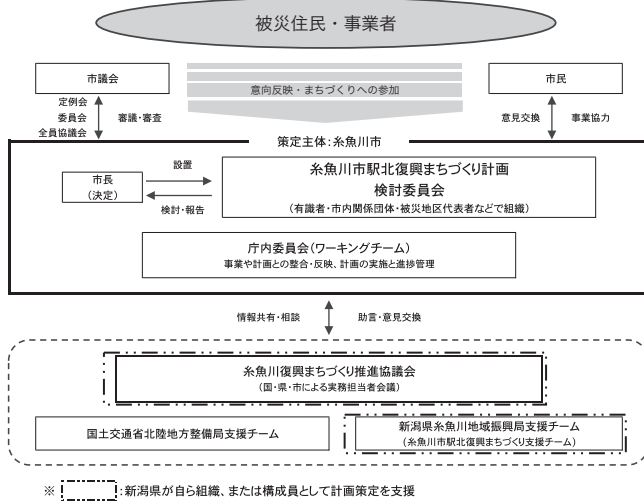 被災住民・事業者
市議会
意向反映・まちづくりへの参加
市民
定例会
委員会
全員協議会
審議・審査
意見交換
事業協力
策定主体：糸魚川市
市長
（決定）
設置
検討・報告
糸魚川市駅北復興まちづくり計画
検討委員会
（有識者・市内関係団体・被災地区代表者などで組織）
庁内委員会（ワーキングチーム）
事業や計画との整合・反映、計画の実施と進捗管理
情報共有・相談
助言・意見交換
糸魚川復興まちづくり推進協議会
（国・県・市による実務担当者会議）
国土交通省北陸地方整備局支援チーム
新潟県糸魚川地域振興局支援チーム
（糸魚川市駅北復興まちづくり支援チーム）
※ ：新潟県が自ら組織、または構成員として計画策定を支援